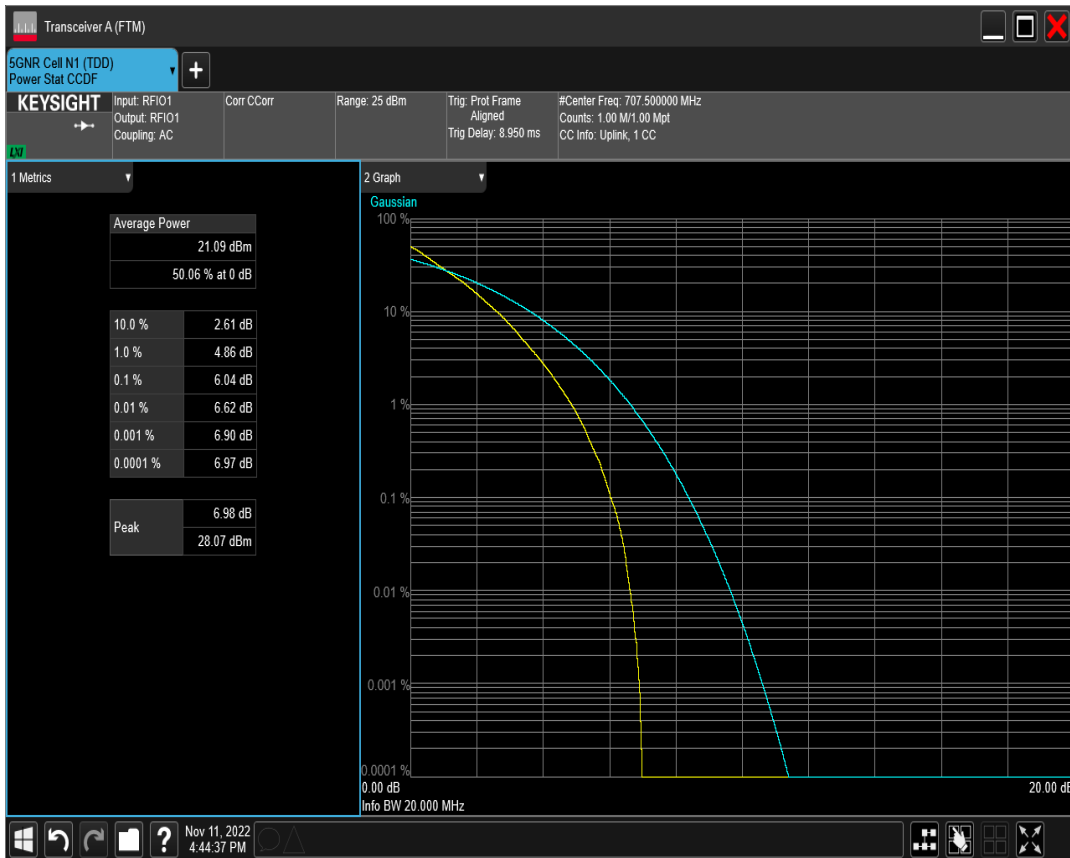 Transceiver A (FTM)
5GNR Cell N1 (TDD)
Power Stat CCDF
+
KEYSIGHT
LXI
Input: RFIO1
Output: RFIO1
Coupling: AC
Corr CCorr
Range: 25 dBm
Trig: Prot Frame
Aligned
Trig Delay: 8.950 ms
#Center Freq: 707.500000 MHz
Counts: 1.00 M/1.00 Mpt
CC Info: Uplink, 1 CC
1 Metrics
Average Power
21.09 dBm
50.06 % at 0 dB
10.0 % 2.61 dB
1.0 % 4.86 dB
0.1 % 6.04 dB
0.01 % 6.62 dB
0.001 % 6.90 dB
0.0001 % 6.97 dB
Peak
6.98 dB
28.07 dBm
2 Graph
Gaussian
100 %
10 %
1 %
0.1 %
0.01 %
0.001 %
0.0001 %
0.00 dB 20.00 dB
Info BW 20.000 MHz
?
Nov 11, 2022
4:44:37 PM